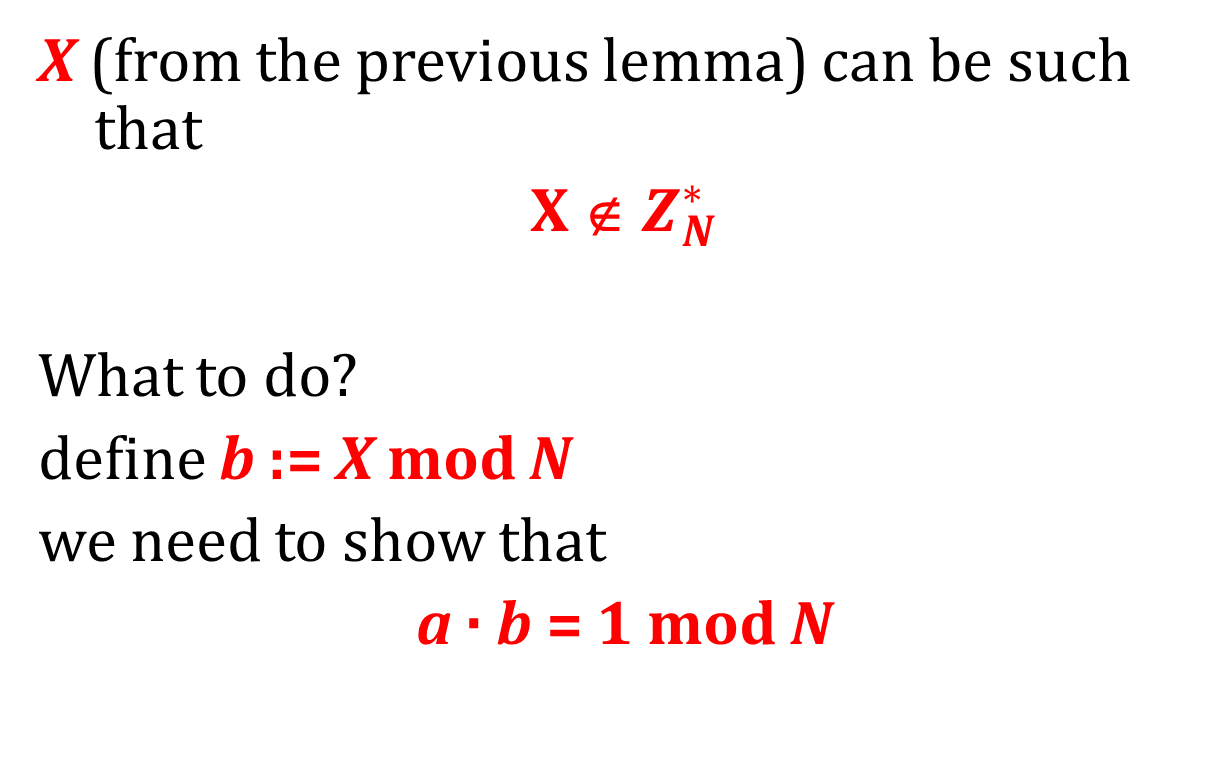 X (from the previous lemma) can be such
that
X ∉ Z*N
What to do?
define b := X mod N
we need to show that
a · b = 1 mod N